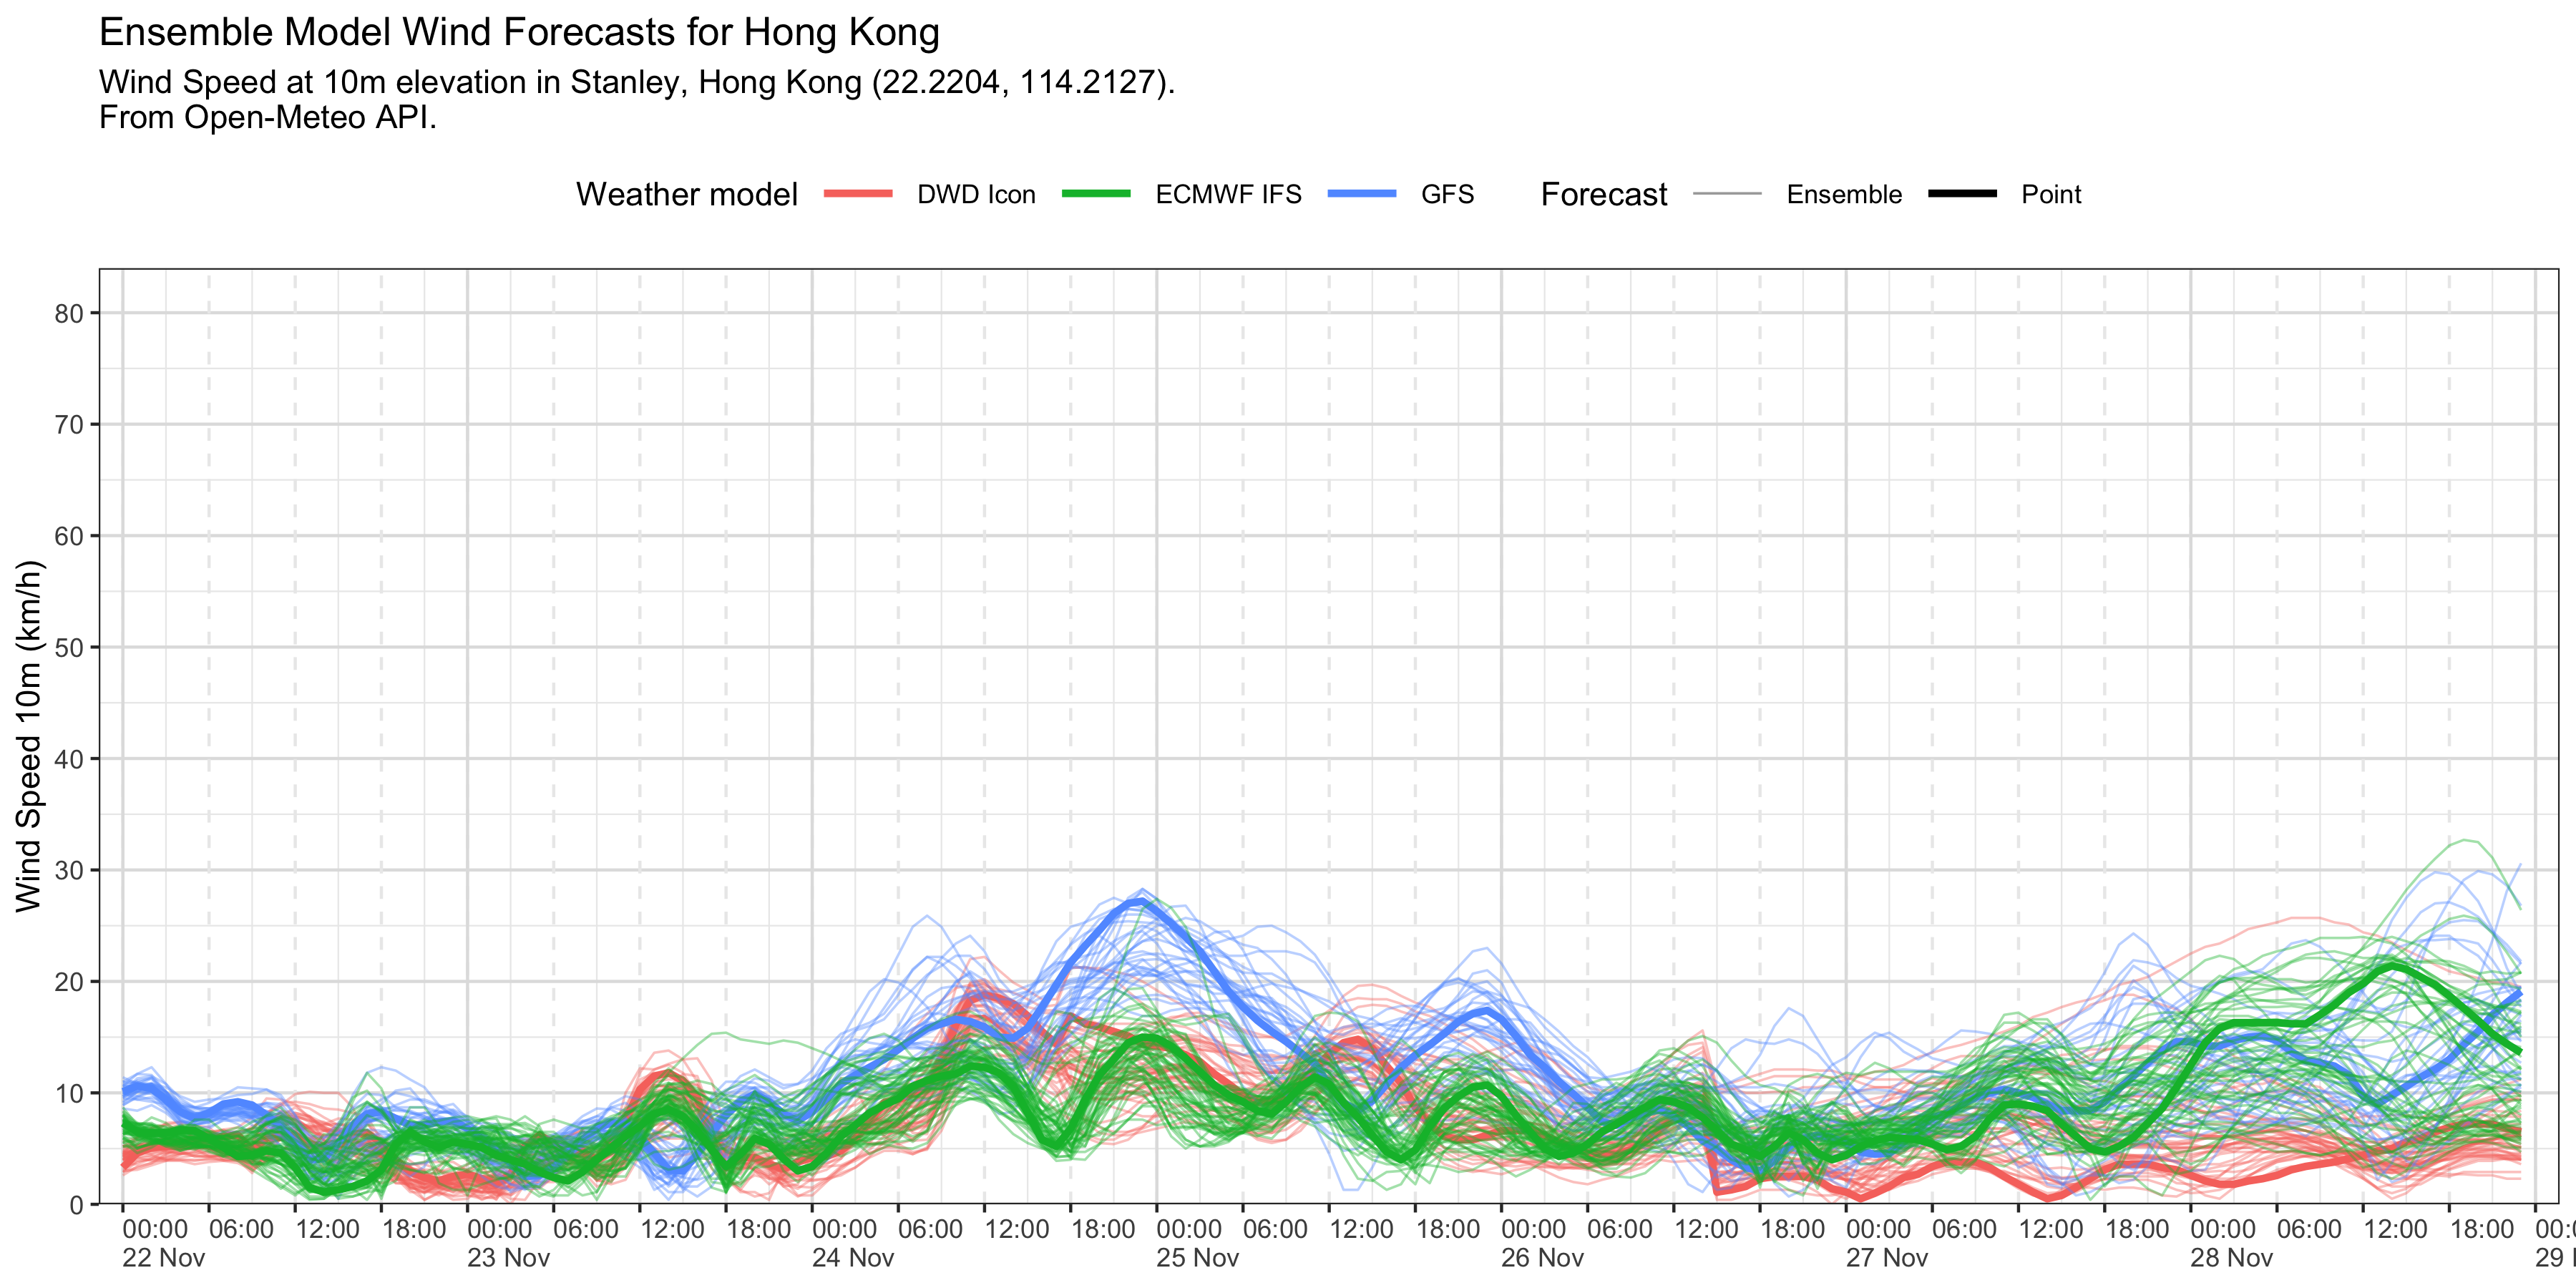 Ensemble Model Wind Forecasts for Hong Kong
Wind Speed at 10m elevation in Stanley, Hong Kong (22.2204, 114.2127).
From Open-Meteo API.
Weather model DWD Icon ECMWF IFS GFS Forecast Ensemble Point
Wind Speed 10m (km/h)
80
70
60
50
40
30
20
10
0
00:00 06:00 12:00 18:00 00:00 06:00 12:00 18:00 00:00 06:00 12:00 18:00 00:00 06:00 12:00 18:00 00:00 06:00 12:00 18:00 00:00 06:00 12:00 18:00 00:00 06:00 12:00 18:00
22 Nov 23 Nov 24 Nov 25 Nov 26 Nov 27 Nov 28 Nov 29